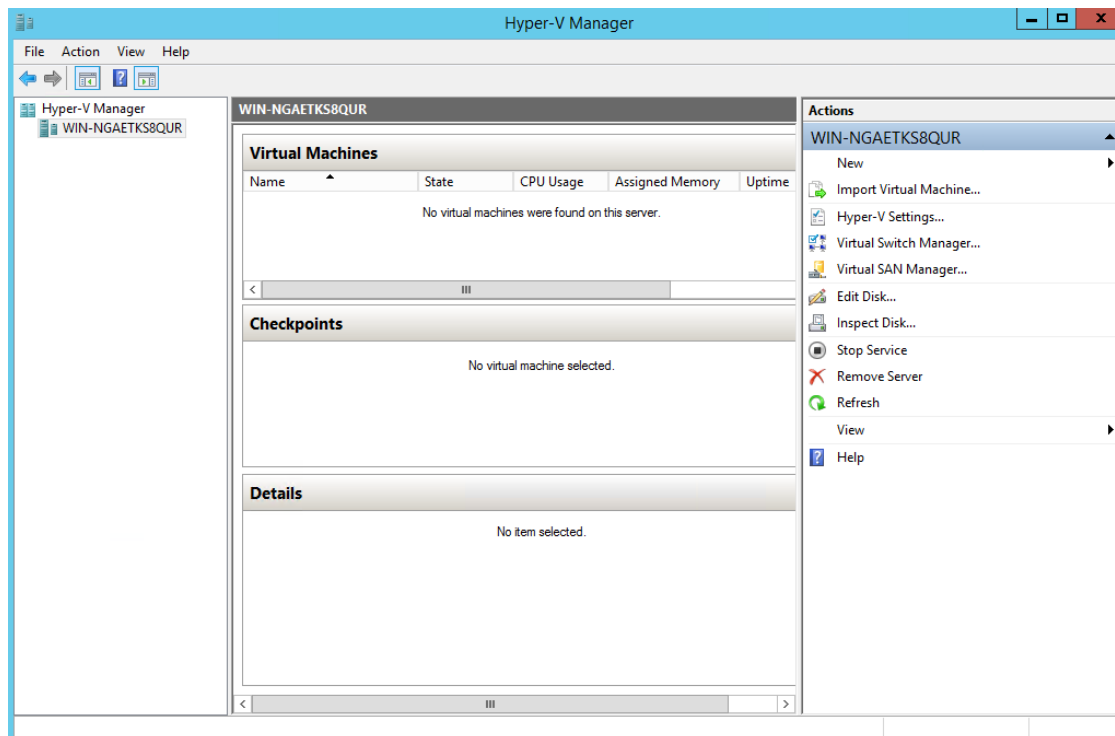 Hyper-V Manager
File Action View Help
Hyper-V Manager
WIN-NGAETKS8QUR
WIN-NGAETKS8QUR
Virtual Machines
Name State CPU Usage Assigned Memory Uptime
No virtual machines were found on this server.
Checkpoints
No virtual machine selected.
Details
No item selected.
Actions
WIN-NGAETKS8QUR
New
Import Virtual Machine...
Hyper-V Settings...
Virtual Switch Manager...
Virtual SAN Manager...
Edit Disk...
Inspect Disk...
Stop Service
Remove Server
Refresh
View
Help